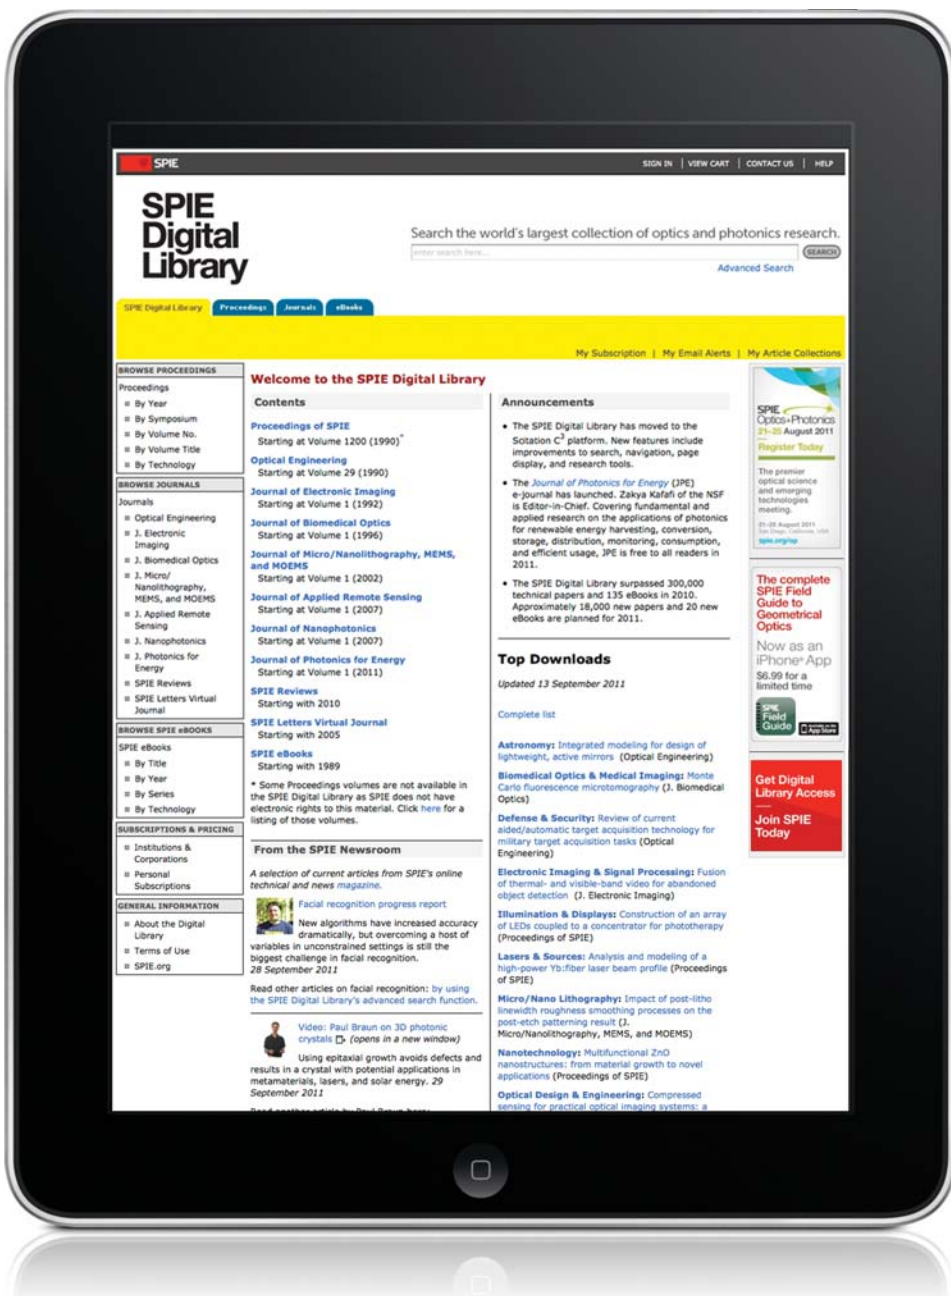 SPIE
SIGN IN | VIEW CART | CONTACT US | HELP
SPIE
Digital
Library
Search the world's largest collection of optics and photonics research.
enter search here...
SEARCH
Advanced Search
SPIE Digital Library
Proceedings
Journals
eBooks
My Subscription | My Email Alerts | My Article Collections
BROWSE PROCEEDINGS
Proceedings
By Year
By Symposium
By Volume No.
By Volume Title
By Technology
BROWSE JOURNALS
Journals
Optical Engineering
J. Electronic
Imaging
J. Biomedical Optics
J. Micro/
Nanolithography,
MEMS, and MOEMS
J. Applied Remote
Sensing
J. Nanophotonics
J. Photonics for
Energy
SPIE Reviews
SPIE Letters Virtual
Journal
BROWSE SPIE eBOOKS
SPIE eBooks
By Title
By Year
By Series
By Technology
SUBSCRIPTIONS & PRICING
Institutions &
Corporations
Personal
Subscriptions
GENERAL INFORMATION
About the Digital
Library
Terms of Use
SPIE.org
Welcome to the SPIE Digital Library
Contents
Proceedings of SPIE
Starting at Volume 1200 (1990)*
Optical Engineering
Starting at Volume 29 (1990)
Journal of Electronic Imaging
Starting at Volume 1 (1992)
Journal of Biomedical Optics
Starting at Volume 1 (1996)
Journal of Micro/Nanolithography, MEMS,
and MOEMS
Starting at Volume 1 (2002)
Journal of Applied Remote Sensing
Starting at Volume 1 (2007)
Journal of Nanophotonics
Starting at Volume 1 (2007)
Journal of Photonics for Energy
Starting at Volume 1 (2011)
SPIE Reviews
Starting with 2010
SPIE Letters Virtual Journal
Starting with 2005
SPIE eBooks
Starting with 1989
* Some Proceedings volumes are not available in
the SPIE Digital Library as SPIE does not have
electronic rights to this material. Click here for a
listing of those volumes.
From the SPIE Newsroom
A selection of current articles from SPIE's online
technical and news magazine.
Facial recognition progress report
New algorithms have increased accuracy
dramatically, but overcoming a host of
variables in unconstrained settings is still the
biggest challenge in facial recognition.
28 September 2011
Read other articles on facial recognition: by using
the SPIE Digital Library's advanced search function.
Video: Paul Braun on 3D photonic
crystals (opens in a new window)
Using epitaxial growth avoids defects and
results in a crystal with potential applications in
metamaterials, lasers, and solar energy. 29
September 2011
Announcements
• The SPIE Digital Library has moved to the
Scitation C3 platform. New features include
improvements to search, navigation, page
display, and research tools.
• The Journal of Photonics for Energy (JPE)
e-journal has launched. Zakya Kafafi of the NSF
is Editor-in-Chief. Covering fundamental and
applied research on the applications of photonics
for renewable energy harvesting, conversion,
storage, distribution, monitoring, consumption,
and efficient usage, JPE is free to all readers in
2011.
• The SPIE Digital Library surpassed 300,000
technical papers and 135 eBooks in 2010.
Approximately 18,000 new papers and 20 new
eBooks are planned for 2011.
Top Downloads
Updated 13 September 2011
Complete list
Astronomy: Integrated modeling for design of
lightweight, active mirrors (Optical Engineering)
Biomedical Optics & Medical Imaging: Monte
Carlo fluorescence microtomography (J. Biomedical
Optics)
Defense & Security: Review of current
aided/automatic target acquisition technology for
military target acquisition tasks (Optical
Engineering)
Electronic Imaging & Signal Processing: Fusion
of thermal- and visible-band video for abandoned
object detection (J. Electronic Imaging)
Illumination & Displays: Construction of an array
of LEDs coupled to a concentrator for phototherapy
(Proceedings of SPIE)
Lasers & Sources: Analysis and modeling of a
high-power Yb:fiber laser beam profile (Proceedings
of SPIE)
Micro/Nano Lithography: Impact of post-litho
linewidth roughness smoothing processes on the
post-etch patterning result (J.
Micro/Nanolithography, MEMS, and MOEMS)
Nanotechnology: Multifunctional ZnO
nanostructures: from material growth to novel
applications (Proceedings of SPIE)
Optical Design & Engineering: Compressed
sensing for practical optical imaging systems: a
SPIE
Optics+Photonics
21–25 August 2011
Register Today
The premier
optical science
and emerging
technologies
meeting.
21–25 August 2011
San Diego, California, USA
spie.org/op
The complete
SPIE Field
Guide to
Geometrical
Optics
Now as an
iPhone® App
$6.99 for a
limited time
SPIE
Field
Guide
App Store
Get Digital
Library Access
Join SPIE
Today